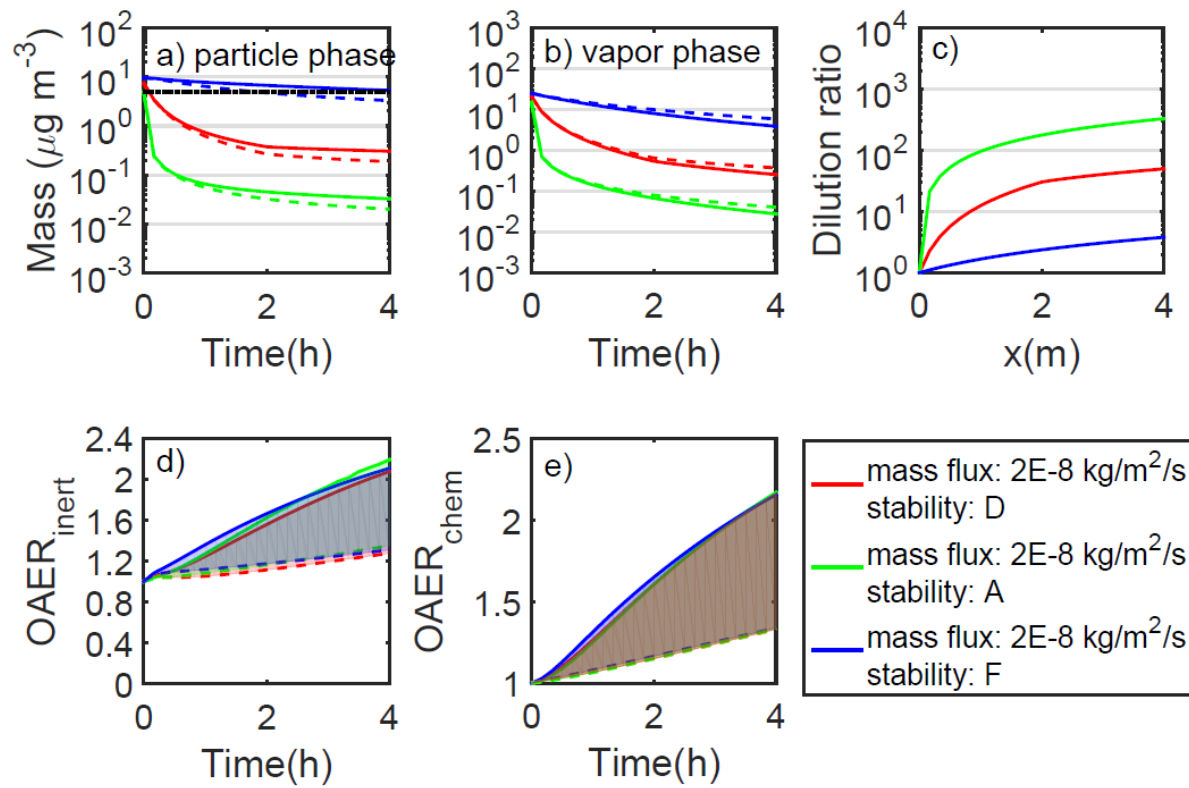 a) particle phase
Mass (μg m⁻³)
10²
10¹
10⁰
10⁻¹
10⁻²
10⁻³
0 2 4
Time(h)
b) vapor phase
10³
10²
10¹
10⁰
10⁻¹
10⁻²
10⁻³
0 2 4
Time(h)
c)
Dilution ratio
10⁴
10³
10²
10¹
10⁰
0 2 4
x(m)
d)
OAER_inert
2.4
2
1.6
1.2
0.8
0.4
0
0 2 4
Time(h)
e)
OAER_chem
2.5
2
1.5
1
0 2 4
Time(h)
mass flux: 2E-8 kg/m²/s
stability: D
mass flux: 2E-8 kg/m²/s
stability: A
mass flux: 2E-8 kg/m²/s
stability: F